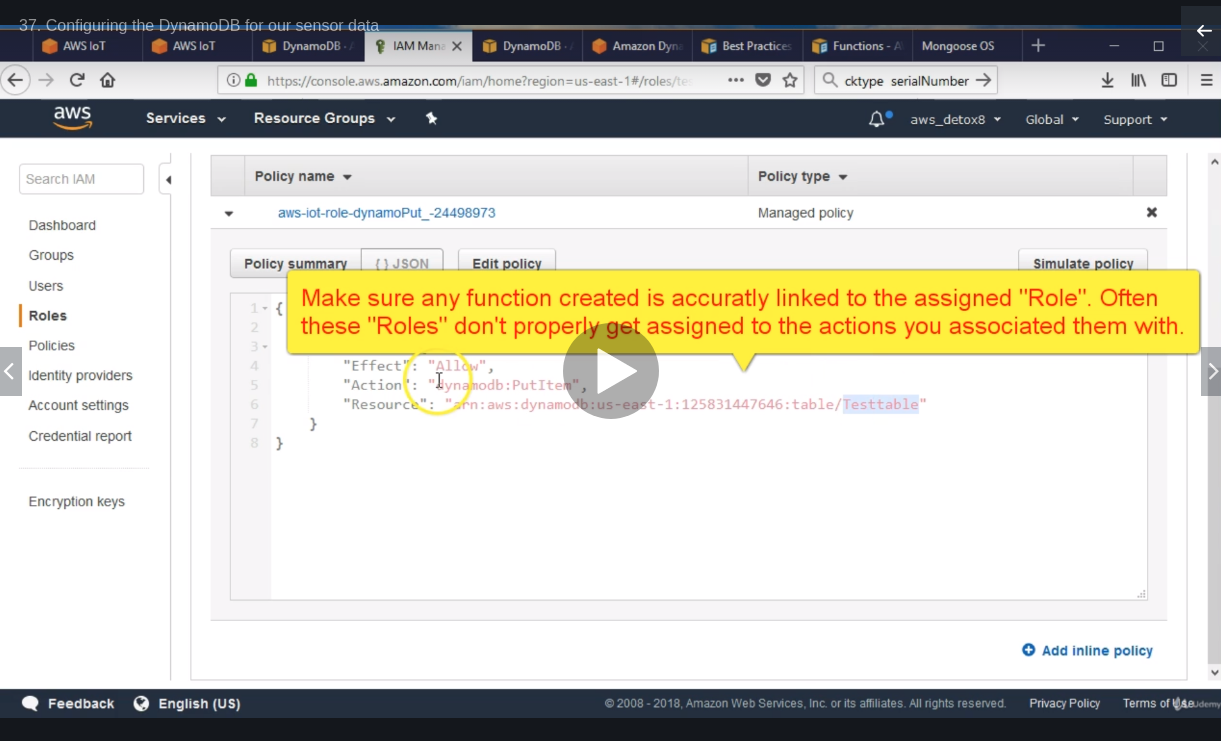 37. Configuring the DynamoDB for our sensor data
AWS IoT
AWS IoT
DynamoDB · A
IAM Mana
DynamoDB · A
Amazon Dyn
Best Practices
Functions - A
Mongoose OS
https://console.aws.amazon.com/iam/home?region=us-east-1#/roles/te
cktype serialNumber
aws
Services
Resource Groups
aws_detox8
Global
Support
Search IAM
Dashboard
Groups
Users
Roles
Policies
Identity providers
Account settings
Credential report
Encryption keys
Policy name
Policy type
aws-iot-role-dynamoPut_-24498973
Managed policy
Policy summary
{ } JSON
Edit policy
Simulate policy
Make sure any function created is accuratly linked to the assigned "Role". Often
these "Roles" don't properly get assigned to the actions you associated them with.
1 {
2
3
4 "Effect": "Allow",
5 "Action": "dynamodb:PutItem",
6 "Resource": "arn:aws:dynamodb:us-east-1:125831447646:table/Testtable"
7 }
8 }
Add inline policy
Feedback
English (US)
© 2008 - 2018, Amazon Web Services, Inc. or its affiliates. All rights reserved.
Privacy Policy
Terms of Use
Udemy